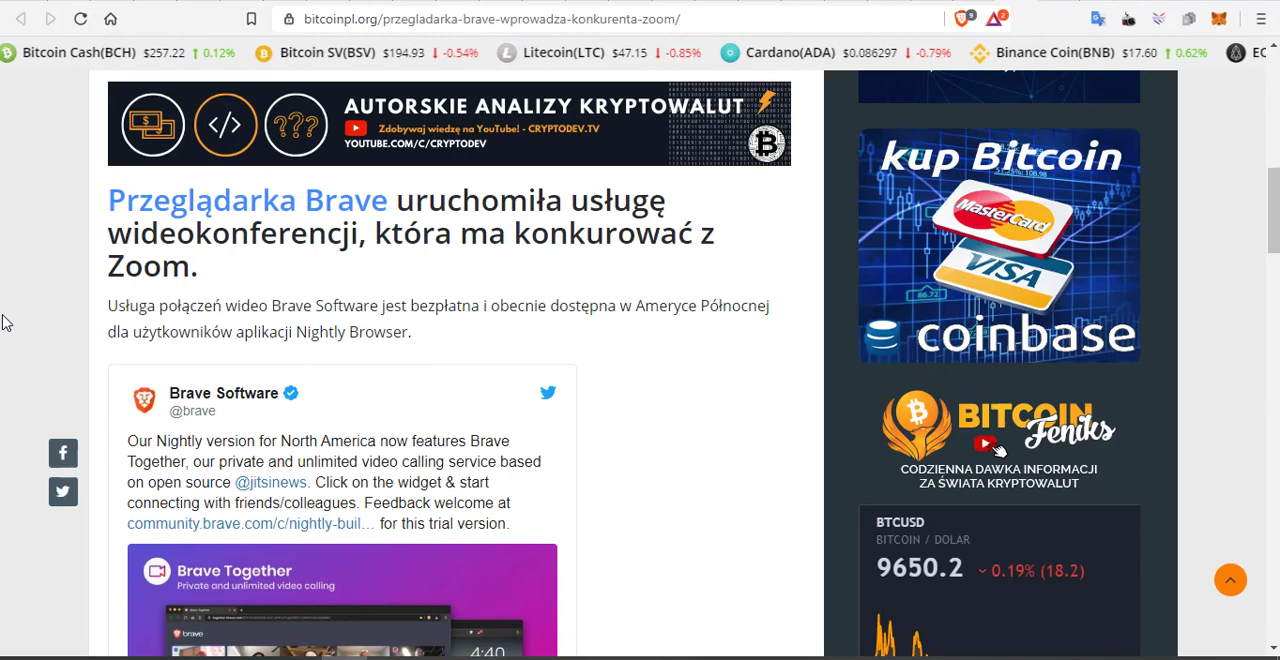 bitcoinpl.org/przegladarka-brave-wprowadza-konkurenta-zoom/
9
2
Bitcoin Cash(BCH) $257.22 ↑ 0.12% Bitcoin SV(BSV) $194.93 ↓ -0.54% Litecoin(LTC) $47.15 ↓ -0.85% Cardano(ADA) $0.086297 ↓ -0.79% Binance Coin(BNB) $17.60 ↑ 0.62% EC
AUTORSKIE ANALIZY KRYPTOWALUT
Zdobywaj wiedzę na YouTube! - CRYPTODEV.TV
YOUTUBE.COM/C/CRYPTODEV
Przeglądarka Brave uruchomiła usługę
wideokonferencji, która ma konkurować z
Zoom.
Usługa połączeń wideo Brave Software jest bezpłatna i obecnie dostępna w Ameryce Północnej
dla użytkowników aplikacji Nightly Browser.
Brave Software
@brave
Our Nightly version for North America now features Brave
Together, our private and unlimited video calling service based
on open source @jitsinews. Click on the widget & start
connecting with friends/colleagues. Feedback welcome at
community.brave.com/c/nightly-buil… for this trial version.
Brave Together
Private and unlimited video calling
brave
4:40
kup Bitcoin
MasterCard
VISA
86.72
coinbase
BITCOIN
Feniks
CODZIENNA DAWKA INFORMACJI
ZA ŚWIATA KRYPTOWALUT
BTCUSD
BITCOIN / DOLAR
9650.2 0.19% (18.2)